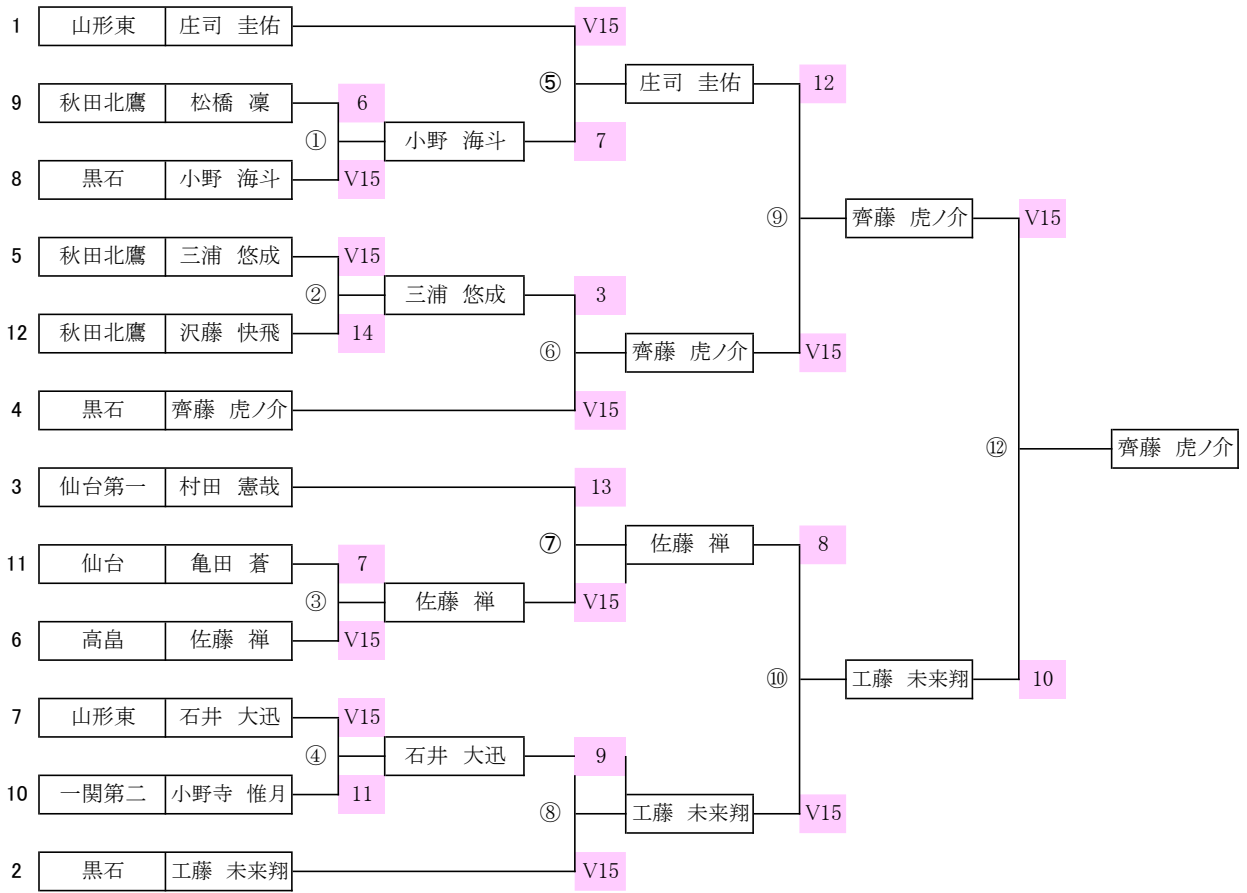 1 山形東 庄司 圭佑 V15
⑤ 庄司 圭佑 12
9 秋田北鷹 松橋 凜 6
① 小野 海斗 7
8 黒石 小野 海斗 V15
⑨ 齊藤 虎ノ介 V15
5 秋田北鷹 三浦 悠成 V15
② 三浦 悠成 3
12 秋田北鷹 沢藤 快飛 14
⑥ 齊藤 虎ノ介 V15
4 黒石 齊藤 虎ノ介 V15
⑫ 齊藤 虎ノ介
3 仙台第一 村田 憲哉 13
⑦ 佐藤 禅 8
11 仙台 亀田 蒼 7
③ 佐藤 禅 V15
6 高畠 佐藤 禅 V15
⑩ 工藤 未来翔 10
7 山形東 石井 大迅 V15
④ 石井 大迅 9
10 一関第二 小野寺 惟月 11
⑧ 工藤 未来翔 V15
2 黒石 工藤 未来翔 V15